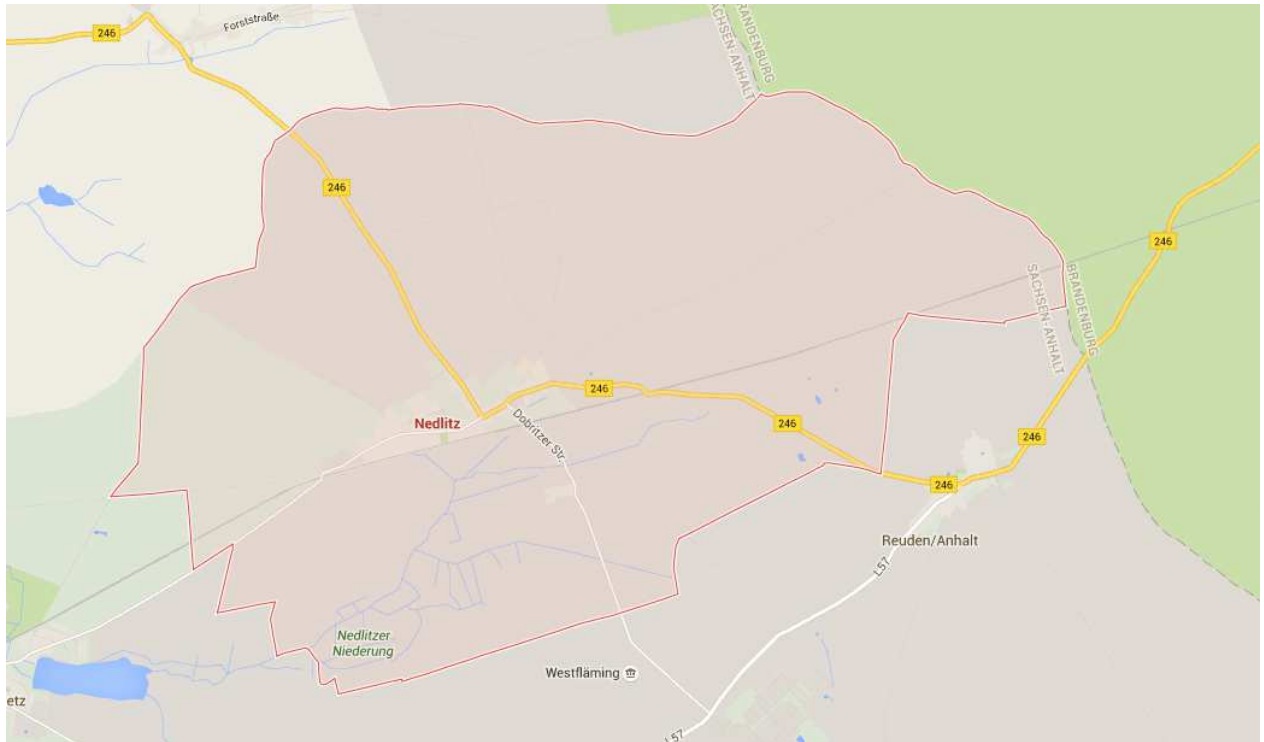 246
Forststraße
BRANDENBURG
SACHSEN-ANHALT
246
246
BRANDENBURG
SACHSEN-ANHALT
246
Nedlitz
Dobritzer Str.
246
246
246
Reuden/Anhalt
L57
Nedlitzer
Niederung
Westfläming
etz
L57